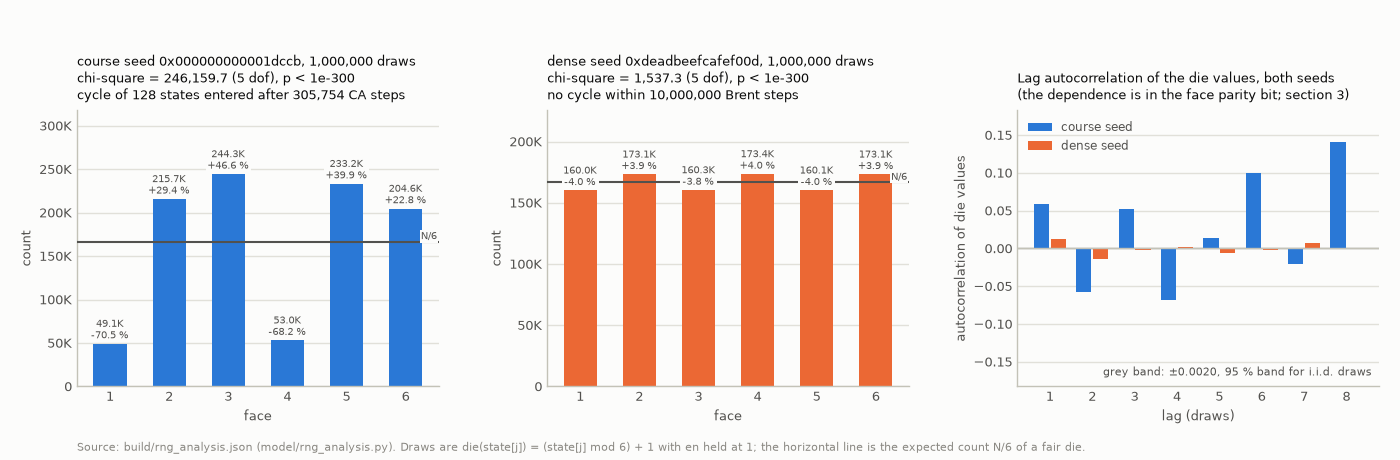 course seed 0x000000000001dccb, 1,000,000 draws
chi-square = 246,159.7 (5 dof), p < 1e-300
cycle of 128 states entered after 305,754 CA steps
300K
250K
200K
150K
100K
50K
0
count
49.1K
-70.5 %
215.7K
+29.4 %
244.3K
+46.6 %
53.0K
-68.2 %
233.2K
+39.9 %
204.6K
+22.8 %
N/6
1 2 3 4 5 6
face
dense seed 0xdeadbeefcafef00d, 1,000,000 draws
chi-square = 1,537.3 (5 dof), p < 1e-300
no cycle within 10,000,000 Brent steps
200K
150K
100K
50K
0
count
160.0K
-4.0 %
173.1K
+3.9 %
160.3K
-3.8 %
173.4K
+4.0 %
160.1K
-4.0 %
173.1K
+3.9 %
N/6
1 2 3 4 5 6
face
Lag autocorrelation of the die values, both seeds
(the dependence is in the face parity bit; section 3)
course seed
dense seed
0.15
0.10
0.05
0.00
−0.05
−0.10
−0.15
autocorrelation of die values
grey band: ±0.0020, 95 % band for i.i.d. draws
1 2 3 4 5 6 7 8
lag (draws)
Source: build/rng_analysis.json (model/rng_analysis.py). Draws are die(state[j]) = (state[j] mod 6) + 1 with en held at 1; the horizontal line is the expected count N/6 of a fair die.